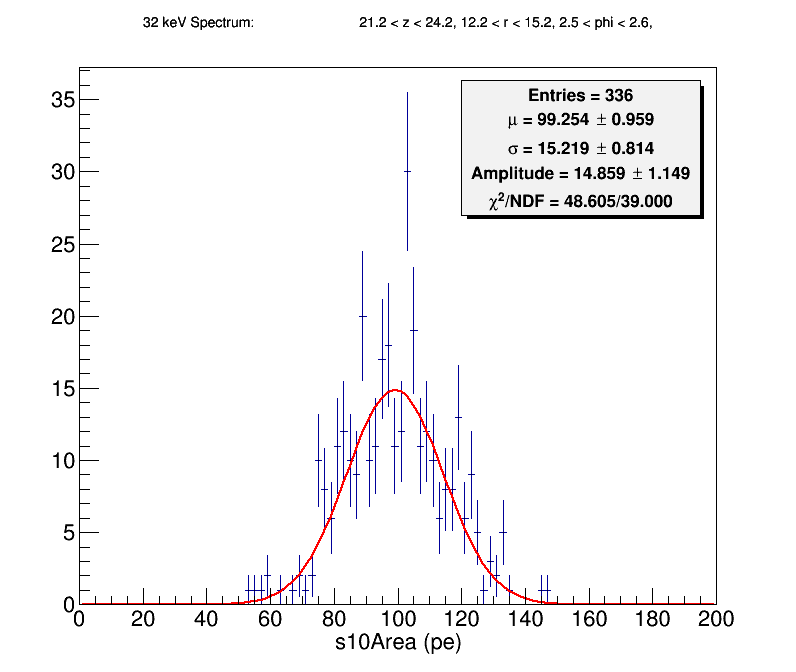 32 keV Spectrum: 21.2 < z < 24.2, 12.2 < r < 15.2, 2.5 < phi < 2.6,
Entries = 336
μ = 99.254 ± 0.959
σ = 15.219 ± 0.814
Amplitude = 14.859 ± 1.149
χ²/NDF = 48.605/39.000
35
30
25
20
15
10
5
0
0 20 40 60 80 100 120 140 160 180 200
s10Area (pe)